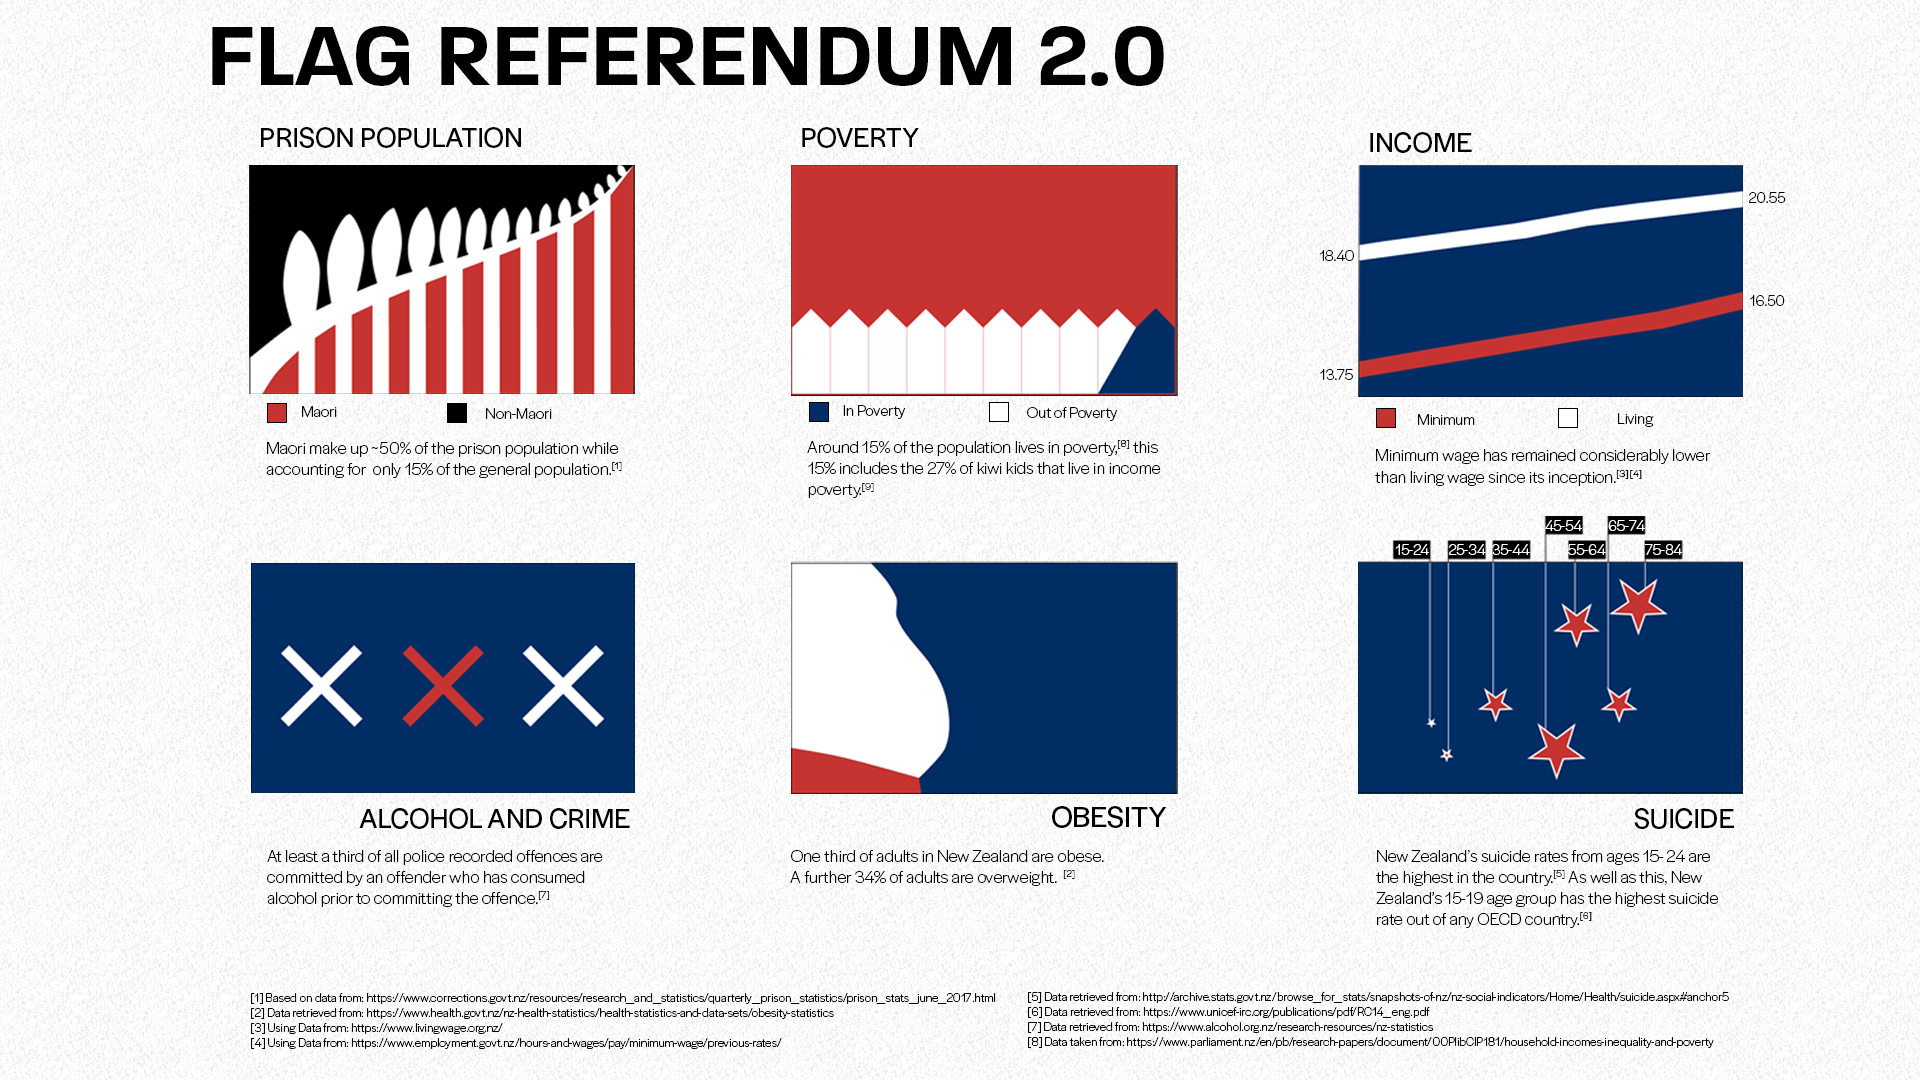 FLAG REFERENDUM 2.0
PRISON POPULATION
Maori
Non-Maori
Maori make up ~50% of the prison population while
accounting for only 15% of the general population.[1]
POVERTY
In Poverty
Out of Poverty
Around 15% of the population lives in poverty,[8] this
15% includes the 27% of kiwi kids that live in income
poverty.[9]
INCOME
20.55
18.40
16.50
13.75
Minimum
Living
Minimum wage has remained considerably lower
than living wage since its inception.[3][4]
ALCOHOL AND CRIME
At least a third of all police recorded offences are
committed by an offender who has consumed
alcohol prior to committing the offence.[7]
OBESITY
One third of adults in New Zealand are obese.
A further 34% of adults are overweight. [2]
45-54
65-74
15-24
25-34
35-44
55-64
75-84
SUICIDE
New Zealand's suicide rates from ages 15- 24 are
the highest in the country.[5] As well as this, New
Zealand's 15-19 age group has the highest suicide
rate out of any OECD country.[6]
[1] Based on data from: https://www.corrections.govt.nz/resources/research_and_statistics/quarterly_prison_statistics/prison_stats_june_2017.html
[2] Data retrieved from: https://www.health.govt.nz/nz-health-statistics/health-statistics-and-data-sets/obesity-statistics
[3] Using Data from: https://www.livingwage.org.nz/
[4] Using Data from: https://www.employment.govt.nz/hours-and-wages/pay/minimum-wage/previous-rates/
[5] Data retrieved from: http://archive.stats.govt.nz/browse_for_stats/snapshots-of-nz/nz-social-indicators/Home/Health/suicide.aspx#anchor5
[6] Data retrieved from: https://www.unicef-irc.org/publications/pdf/RC14_eng.pdf
[7] Data retrieved from: https://www.alcohol.org.nz/research-resources/nz-statistics
[8] Data taken from: https://www.parliament.nz/en/pb/research-papers/document/00PlibCIP181/household-incomes-inequality-and-poverty